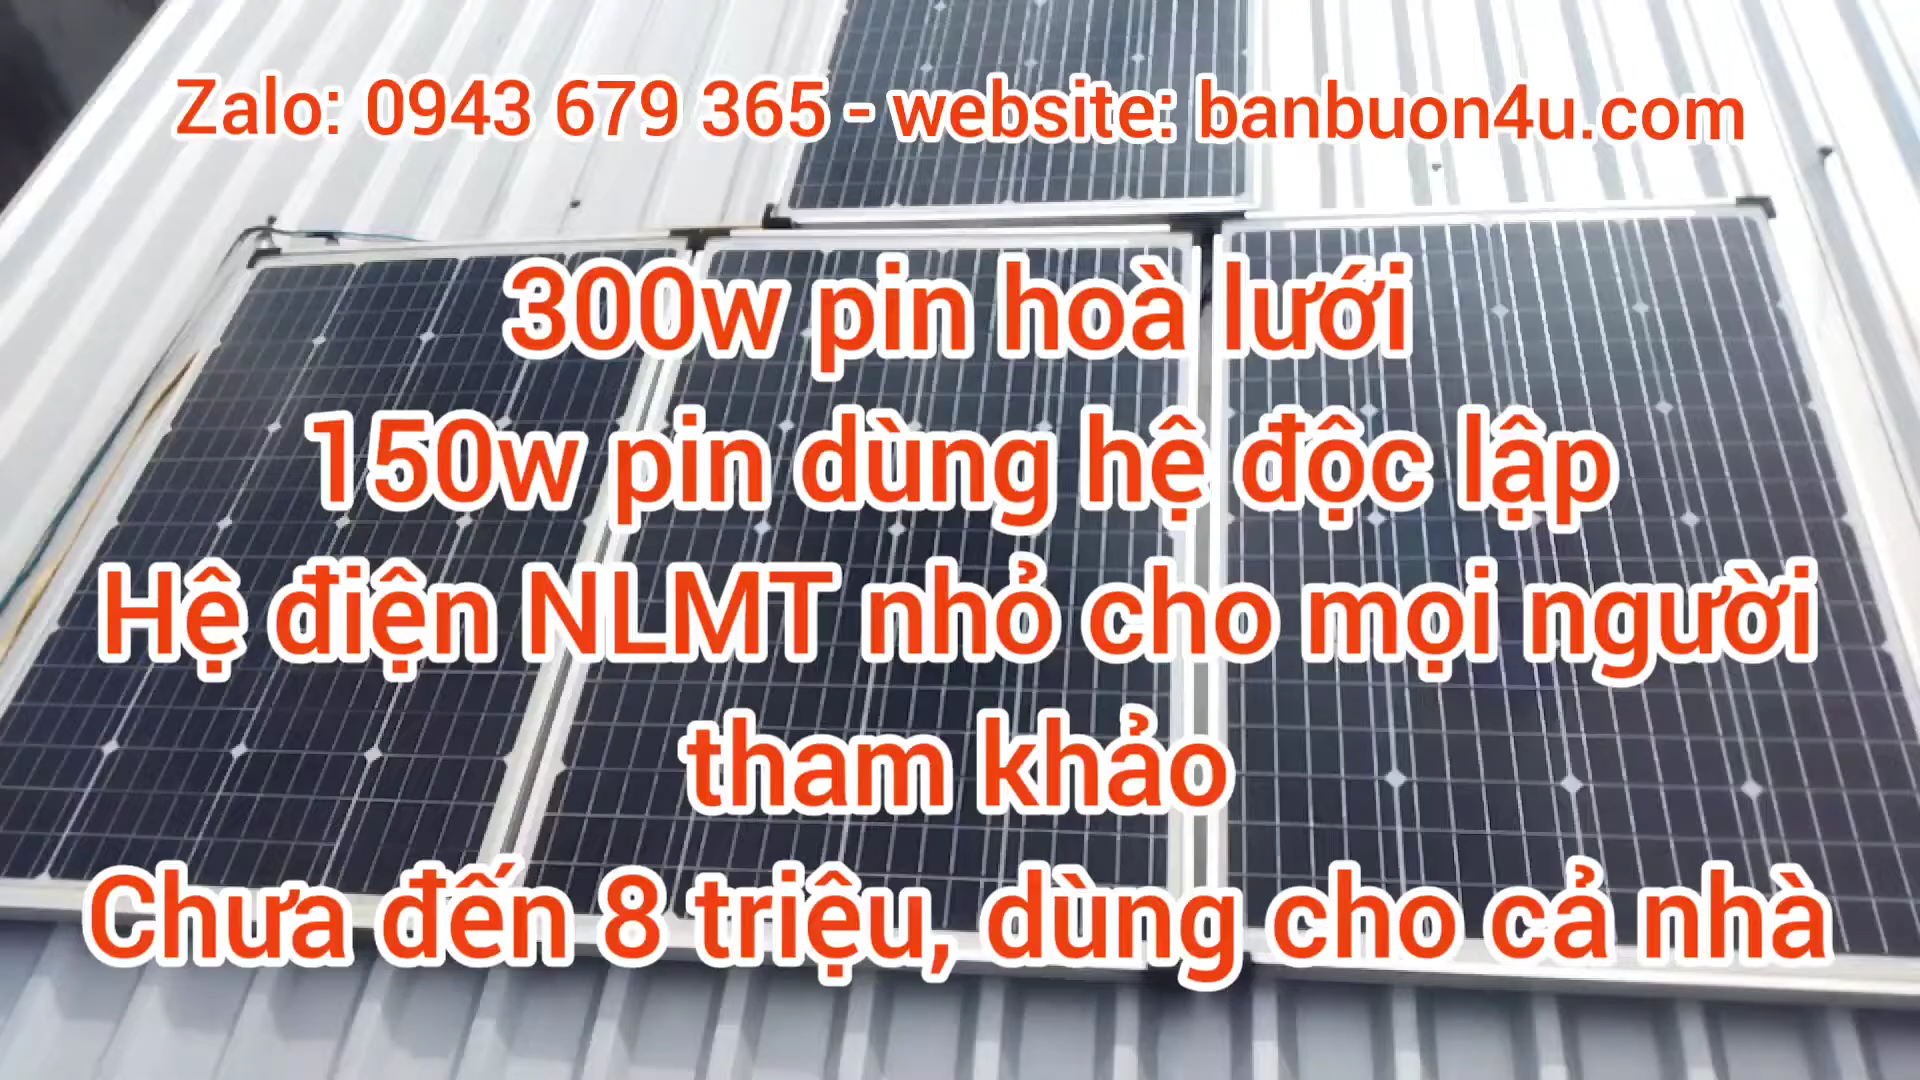 Zalo: 0943 679 365 - website: banbuon4u.com
300w pin hoà lưới
150w pin dùng hệ độc lập
Hệ điện NLMT nhỏ cho mọi người
tham khảo
Chưa đến 8 triệu, dùng cho cả nhà